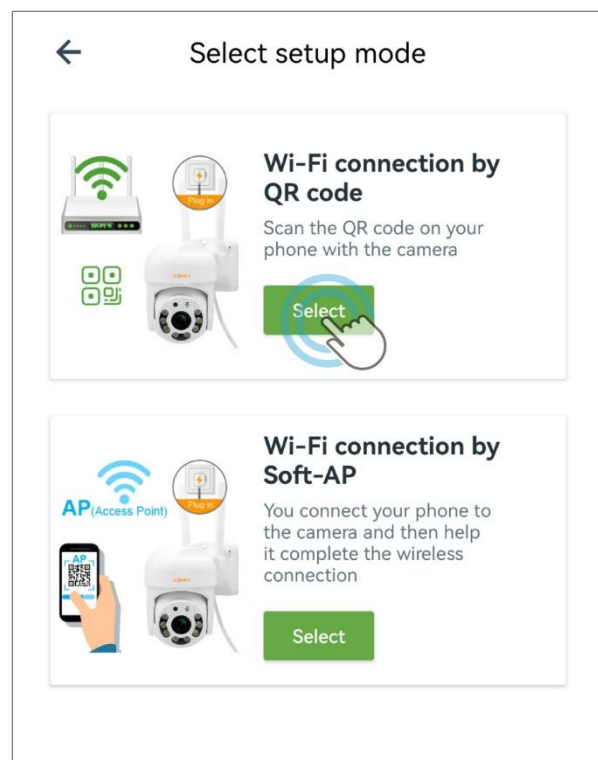 Select setup mode
Wi-Fi connection by
QR code
Scan the QR code on your
phone with the camera
Select
Plug in
WI-FI
Wi-Fi connection by
Soft-AP
You connect your phone to
the camera and then help
it complete the wireless
connection
Select
AP(Access Point)
Plug in
AP